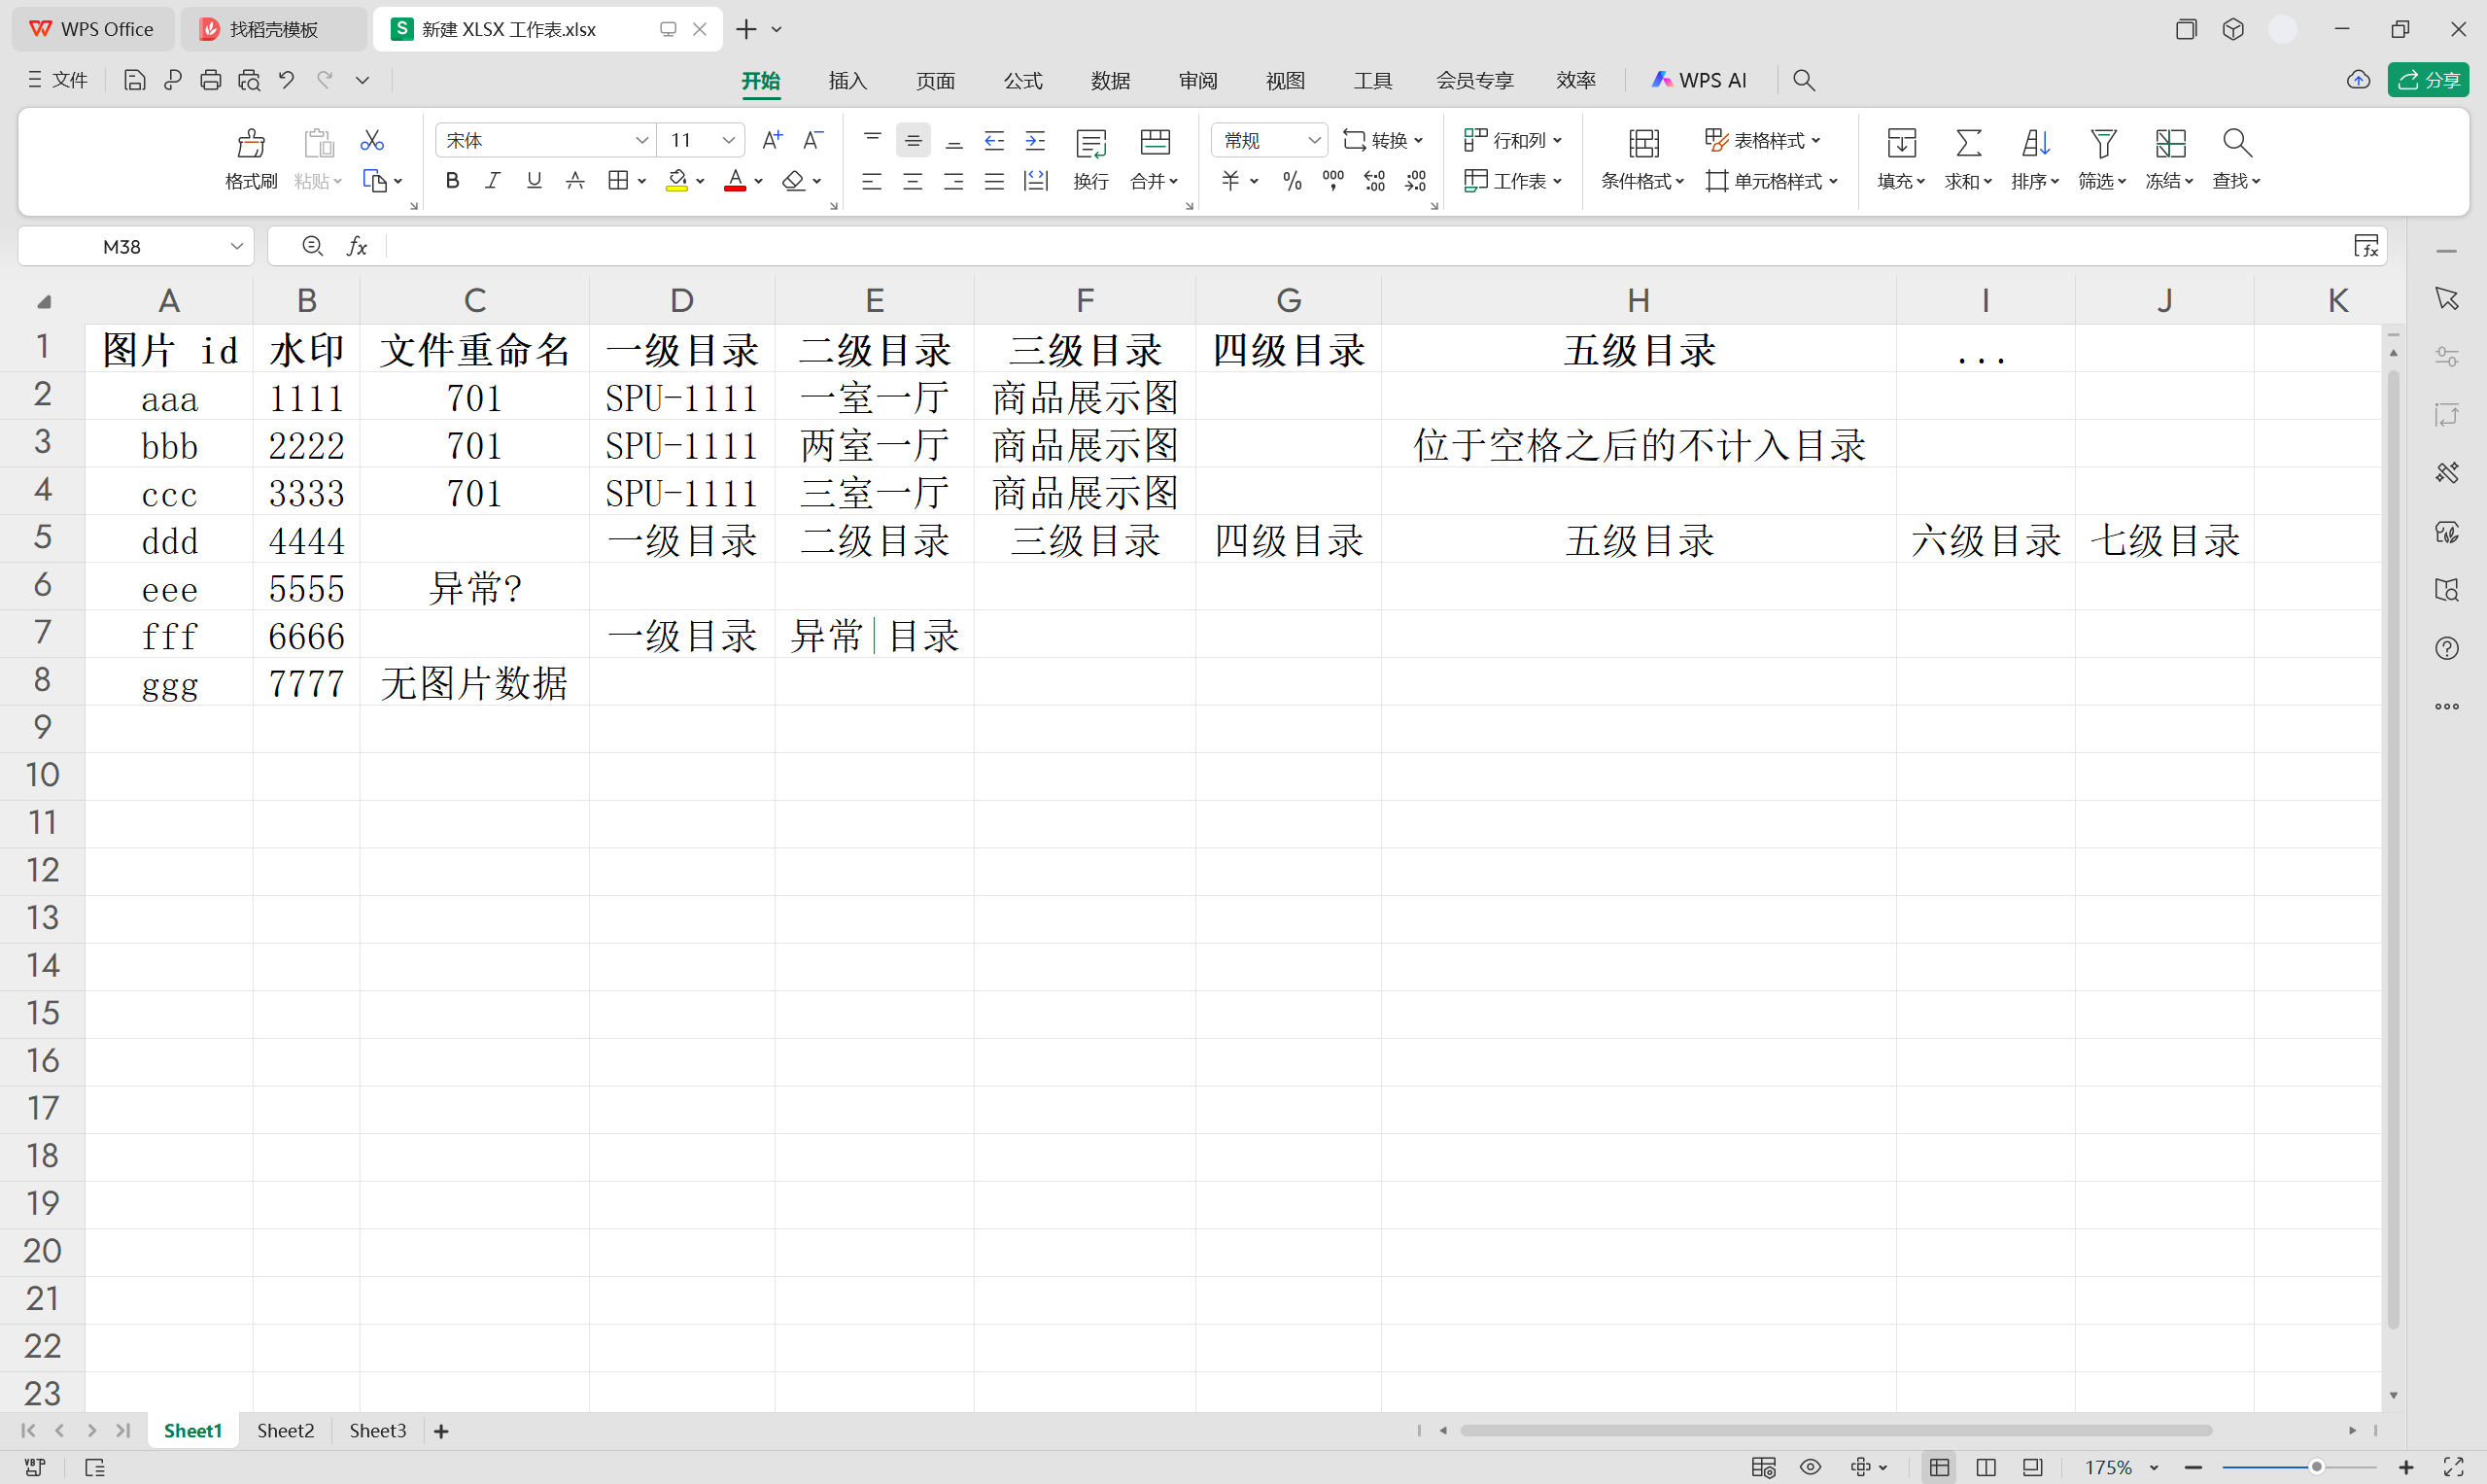 WPS Office 找稻壳模板 新建 XLSX 工作表.xlsx
文件 开始 插入 页面 公式 数据 审阅 视图 工具 会员专享 效率 WPS AI 分享
宋体 11 A+ A- 常规 转换 行和列 表格样式
格式刷 粘贴 B I U A A 换行 合并 % 000 工作表 条件格式 单元格样式 填充 求和 排序 筛选 冻结 查找
M38 fx
A B C D E F G H I J K
1 图片 id 水印 文件重命名 一级目录 二级目录 三级目录 四级目录 五级目录 ...
2 aaa 1111 701 SPU-1111 一室一厅 商品展示图
3 bbb 2222 701 SPU-1111 两室一厅 商品展示图 位于空格之后的不计入目录
4 ccc 3333 701 SPU-1111 三室一厅 商品展示图
5 ddd 4444 一级目录 二级目录 三级目录 四级目录 五级目录 六级目录 七级目录
6 eee 5555 异常?
7 fff 6666 一级目录 异常|目录
8 ggg 7777 无图片数据
9
10
11
12
13
14
15
16
17
18
19
20
21
22
23
Sheet1 Sheet2 Sheet3
175%